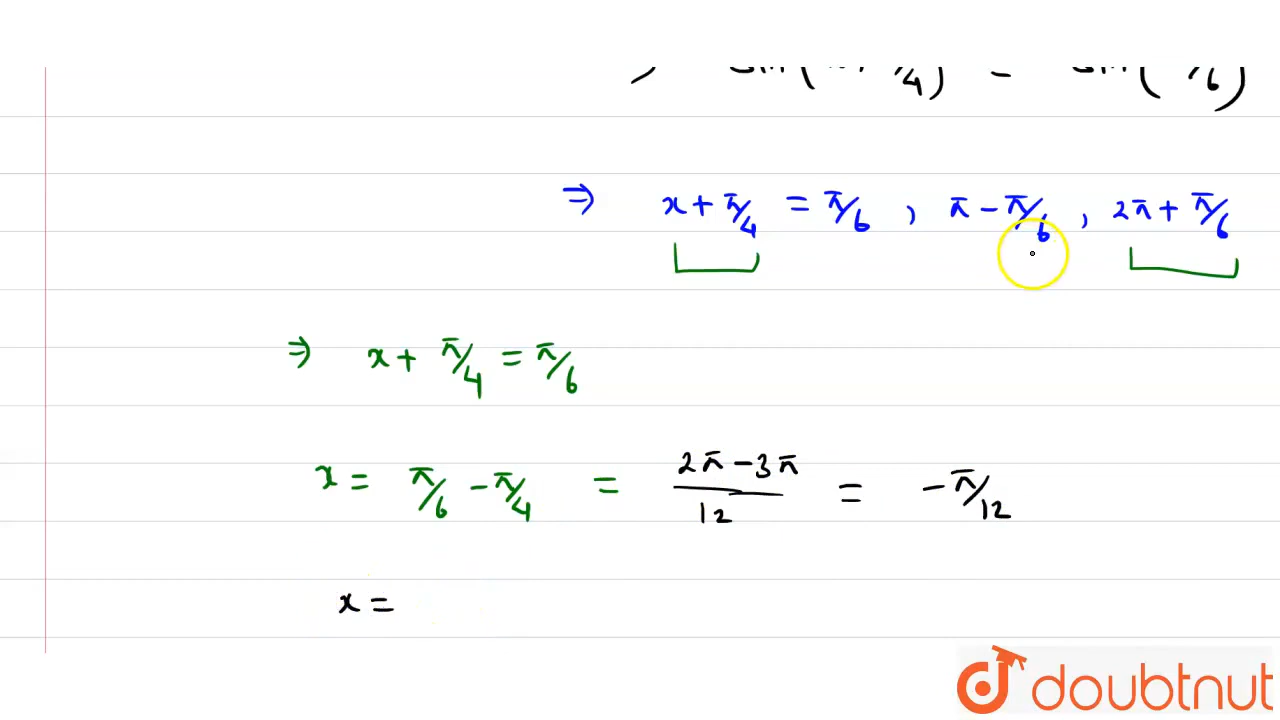 ⇒ x + π/4 = π/6 , π - π/6 , 2π + π/6
⇒ x + π/4 = π/6
x = π/6 - π/4 = (2π - 3π)/12 = -π/12
x =
doubtnut